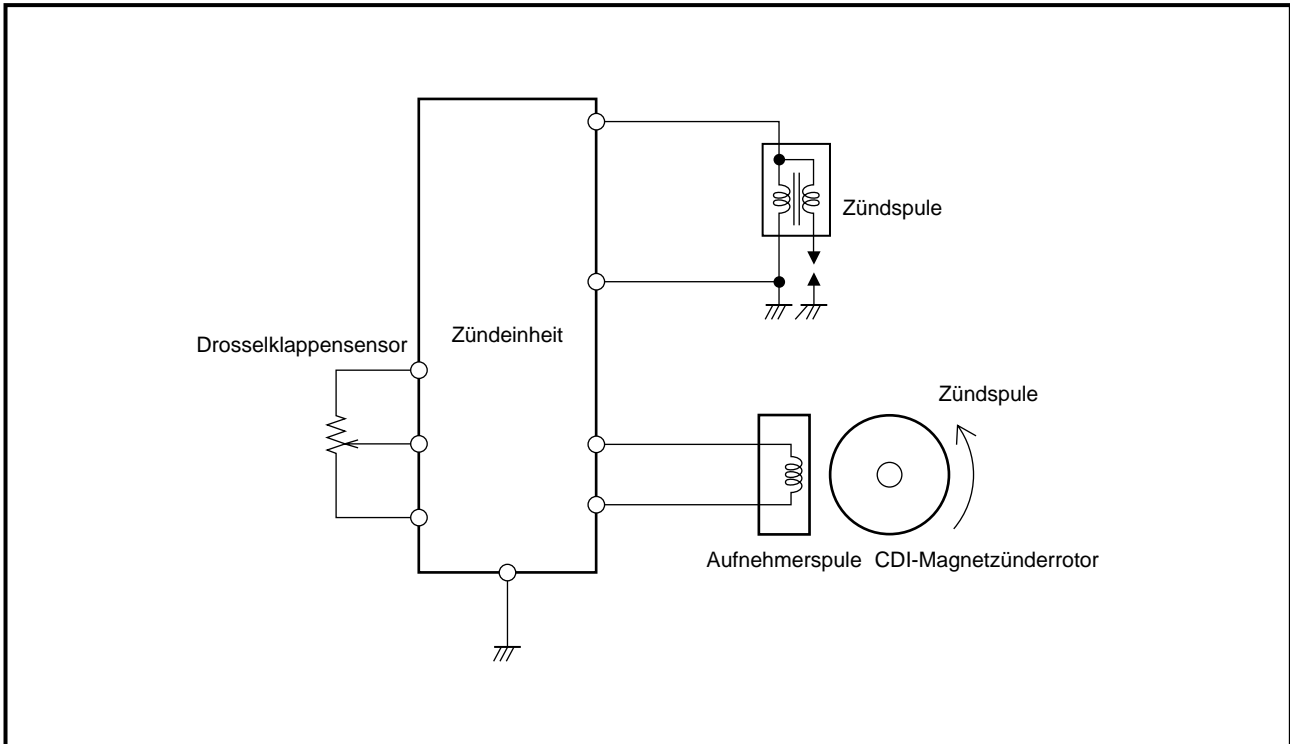 Zündspule
Drosselklappensensor
Zündeinheit
Zündspule
Aufnehmerspule
CDI-Magnetzünderrotor